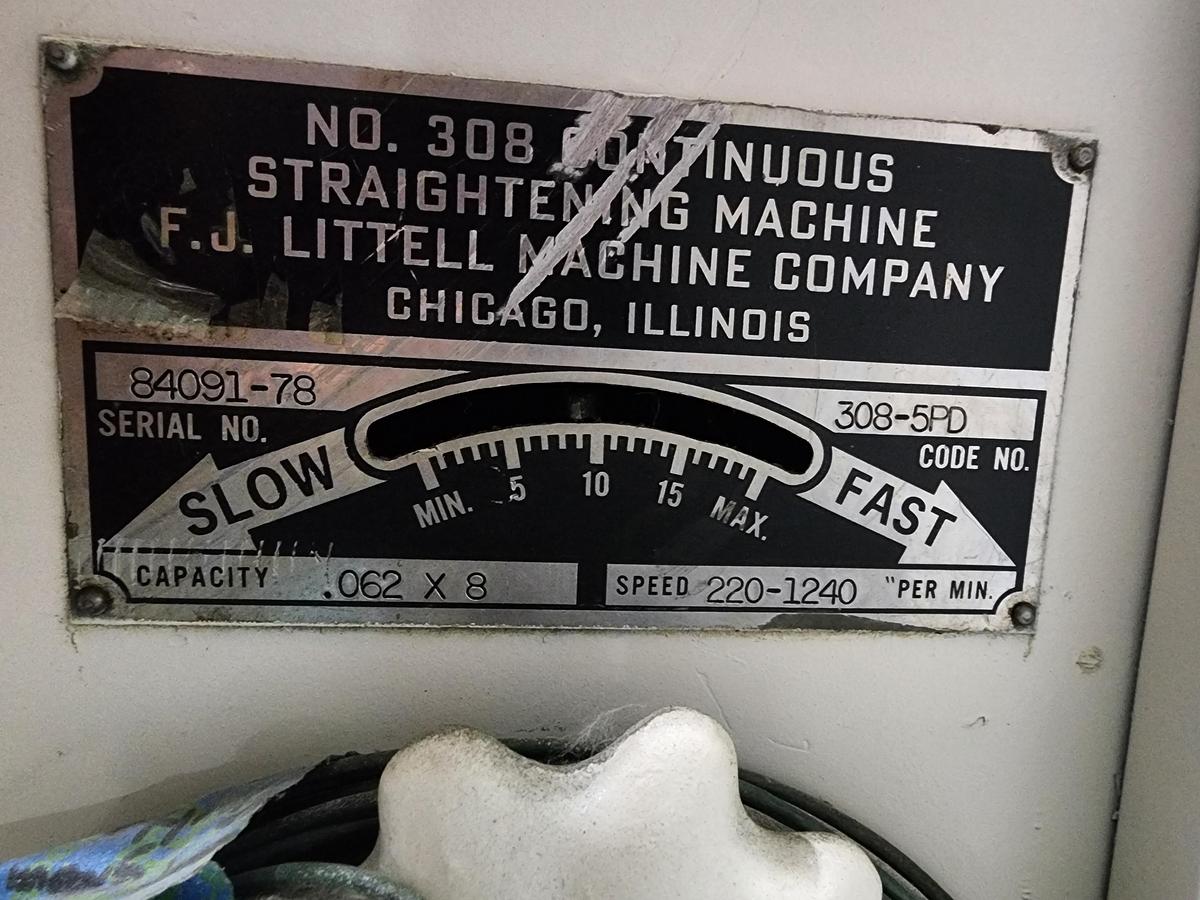 NO. 308 CONTINUOUS
STRAIGHTENING MACHINE
F.J. LITTELL MACHINE COMPANY
CHICAGO, ILLINOIS
84091-78
SERIAL NO.
308-5PD
CODE NO.
SLOW
MIN. 5 10 15 MAX.
FAST
CAPACITY .062 X 8
SPEED 220-1240 "PER MIN.